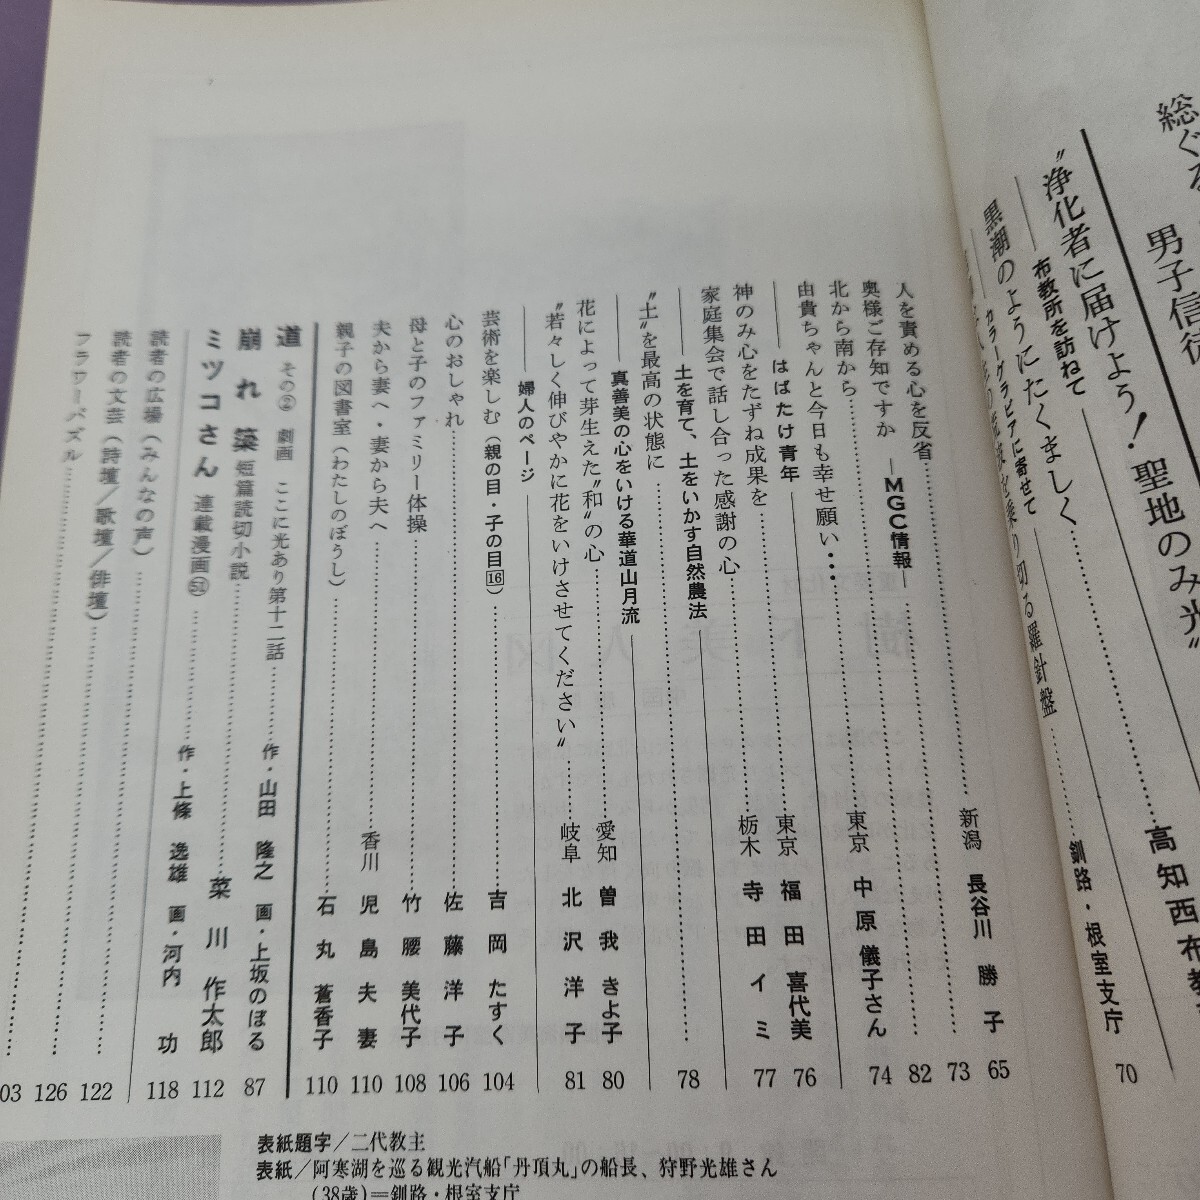 男子信徒
〝浄化者に届けよう！聖地のみ光〟
高知西布教
――布教所を訪ねて
黒潮のようにたくましく
70
カラーグラビアに寄せて
り切る羅針盤
釧路・根室支庁
人を責める心を反省
新潟 長谷川 勝子
65
奥様ご存知ですか
73
――MGC情報――
82
北から南から
東京 中原 儀子さん
74
――はばたけ青年
由貴ちゃんと今日も幸せ願い・・・
東京 福田 喜代美
76
神のみ心をたずね成果を
栃木 寺田 イミ
77
家庭集会で話し合った感謝の心
――土を育て、土をいかす自然農法
〝土〟を最高の状態に
78
――真善美の心をいける華道山月流
花によって芽生えた〝和〟の心
愛知 曽我 きよ子
80
〝若々しく伸びやかに花をいけさせてください〟
岐阜 北沢 洋子
81
――婦人のページ
芸術を楽しむ（親の目・子の目16）
吉岡 たすく
104
心のおしゃれ
佐藤 洋子
106
母と子のファミリー体操
竹腰 美代子
108
夫から妻へ・妻から夫へ
香川 児島 夫妻
110
親子の図書室（わたしのぼうし）
石丸 蒼香子
110
道 その② 劇画 ここに光あり第十二話
作・山田 隆之 画・上坂のぼる
87
崩れ簗 短篇読切小説
菜川 作太郎
112
ミツコさん 連載漫画51
作・上條 逸雄 画・河内 功
118
読者の広場（みんなの声）
122
読者の文芸（詩壇／歌壇／俳壇）
126
フラワーパズル
03
表紙題字／二代教主
表紙／阿寒湖を巡る観光汽船「丹頂丸」の船長、狩野光雄さん
（38歳）＝釧路・根室支庁